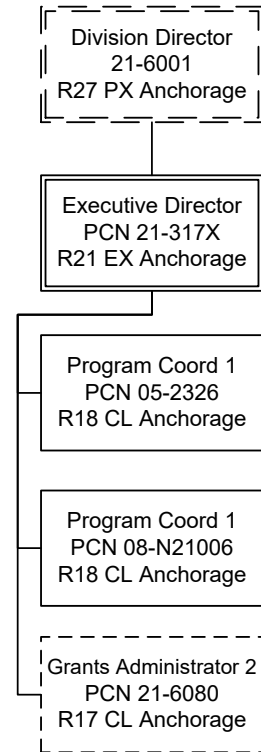 Division Director
21-6001
R27 PX Anchorage
Executive Director
PCN 21-317X
R21 EX Anchorage
Program Coord 1
PCN 05-2326
R18 CL Anchorage
Program Coord 1
PCN 08-N21006
R18 CL Anchorage
Grants Administrator 2
PCN 21-6080
R17 CL Anchorage